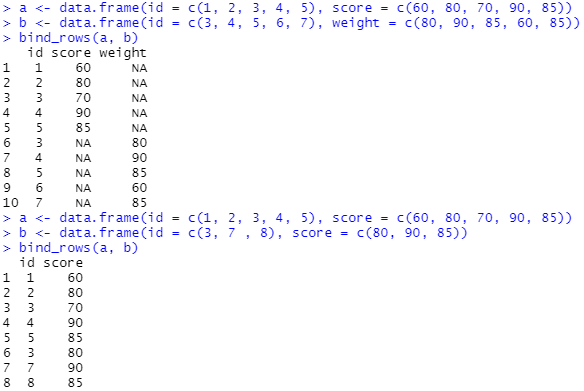 > a <- data.frame(id = c(1, 2, 3, 4, 5), score = c(60, 80, 70, 90, 85))
> b <- data.frame(id = c(3, 4, 5, 6, 7), weight = c(80, 90, 85, 60, 85))
> bind_rows(a, b)
   id score weight
1   1    60     NA
2   2    80     NA
3   3    70     NA
4   4    90     NA
5   5    85     NA
6   3    NA     80
7   4    NA     90
8   5    NA     85
9   6    NA     60
10  7    NA     85
> a <- data.frame(id = c(1, 2, 3, 4, 5), score = c(60, 80, 70, 90, 85))
> b <- data.frame(id = c(3, 7 , 8), score = c(80, 90, 85))
> bind_rows(a, b)
  id score
1  1    60
2  2    80
3  3    70
4  4    90
5  5    85
6  3    80
7  7    90
8  8    85